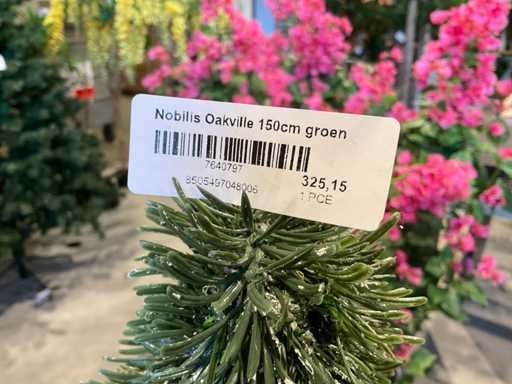 Nobilis Oakville 150cm groen
7640797
8505497048006
325,15
1 PCE